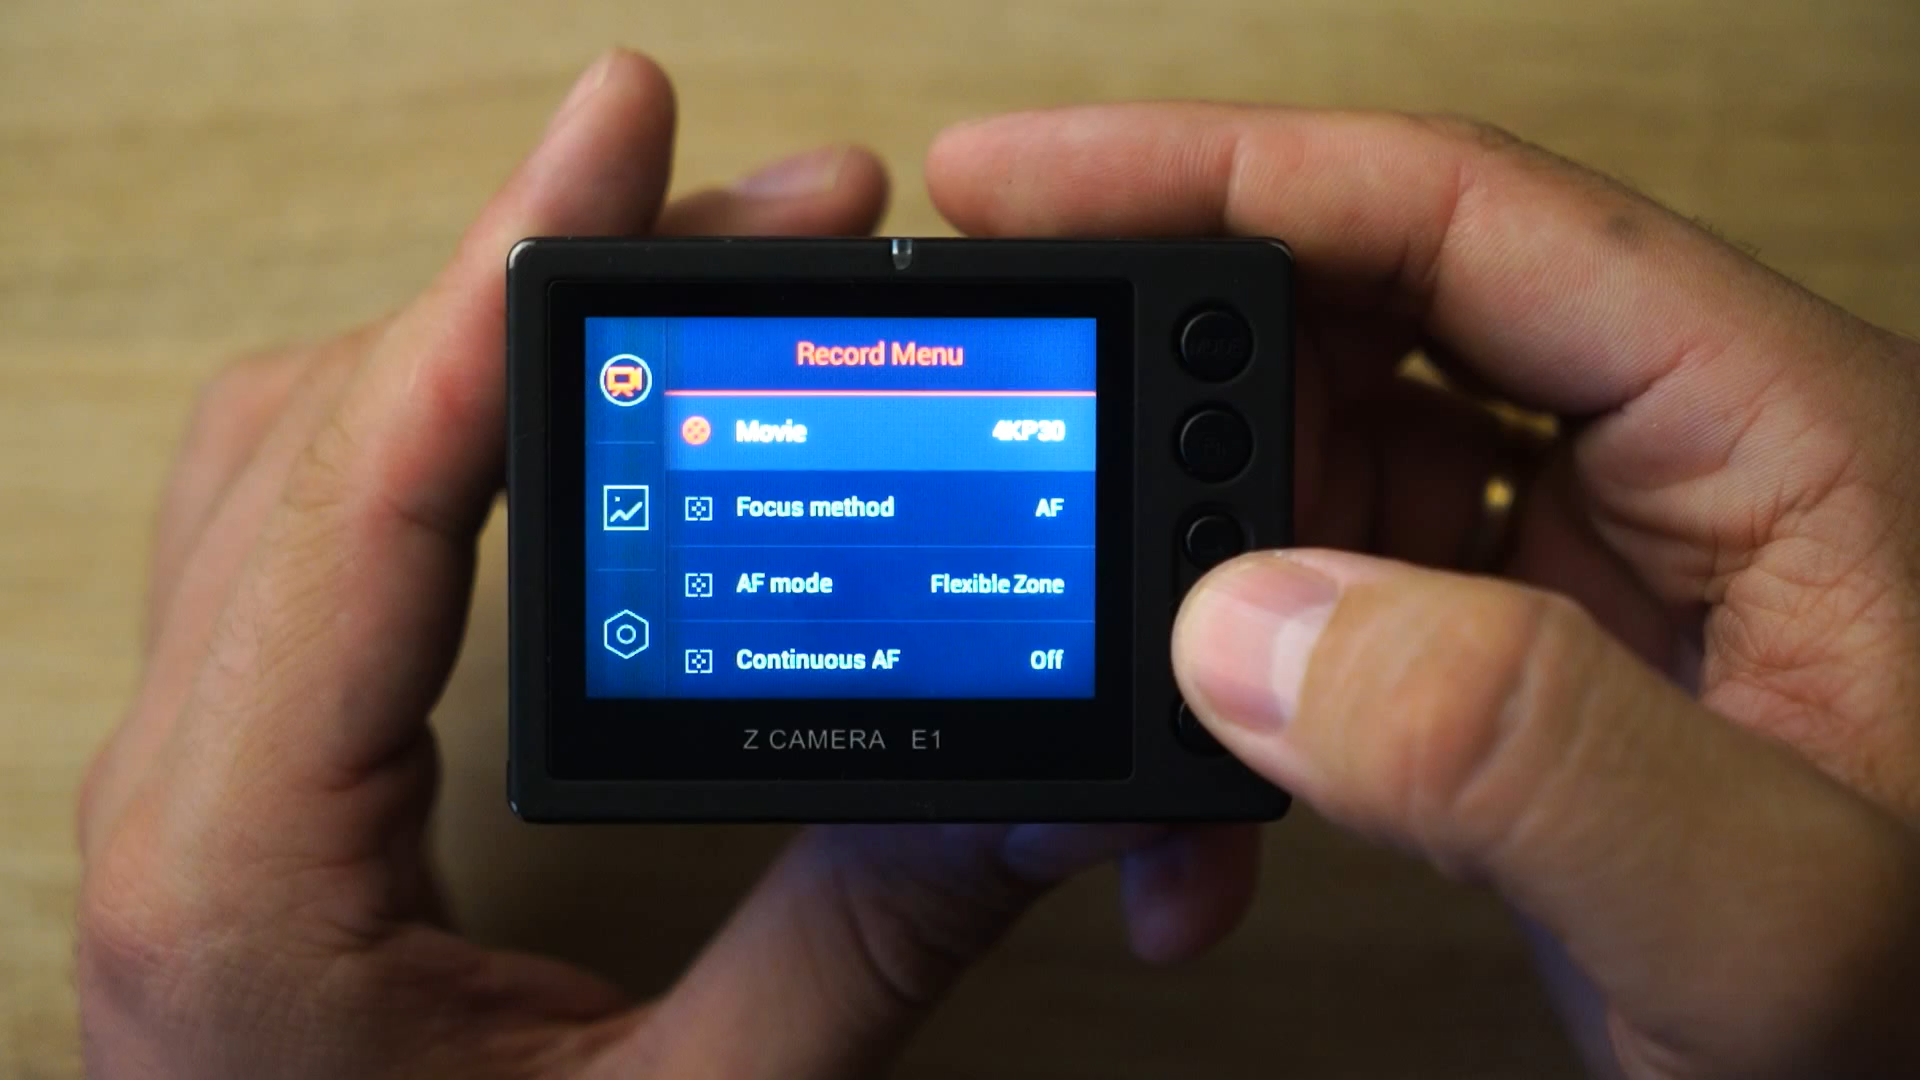 Record Menu
Movie 4KP30
Focus method AF
AF mode Flexible Zone
Continuous AF Off
Z CAMERA E1